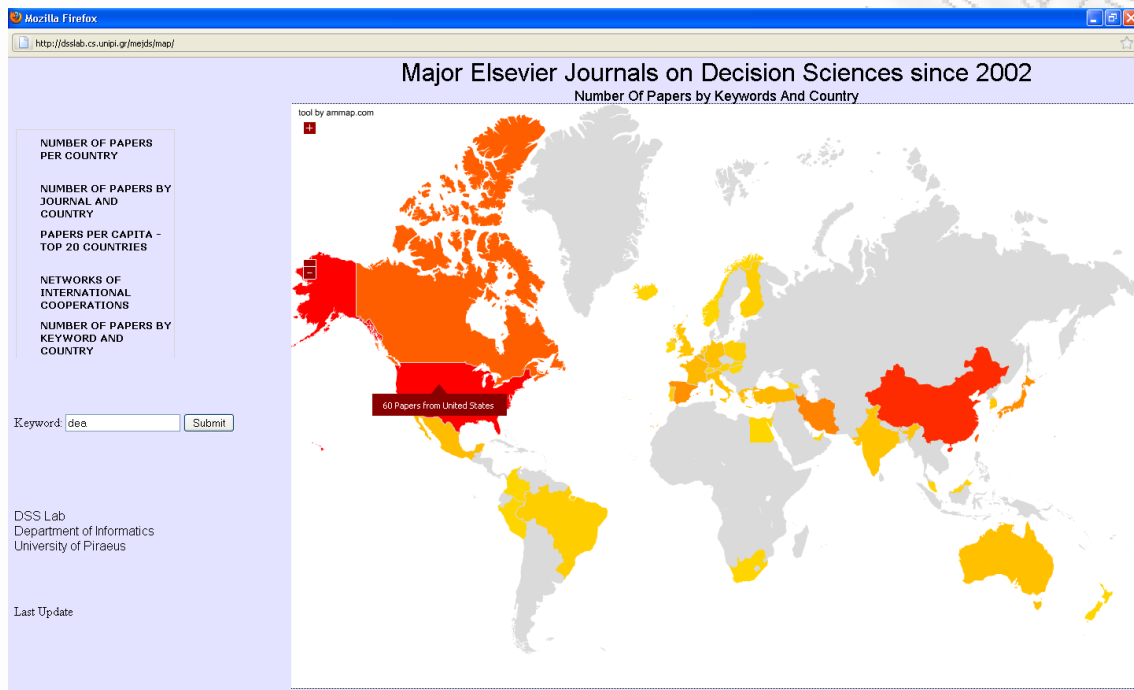 Mozilla Firefox
http://dsslab.cs.unipi.gr/mejds/map/
Major Elsevier Journals on Decision Sciences since 2002
Number Of Papers by Keywords And Country
tool by ammap.com
+
NUMBER OF PAPERS
PER COUNTRY
NUMBER OF PAPERS BY
JOURNAL AND
COUNTRY
PAPERS PER CAPITA -
TOP 20 COUNTRIES
NETWORKS OF
INTERNATIONAL
COOPERATIONS
NUMBER OF PAPERS BY
KEYWORD AND
COUNTRY
-
60 Papers from United States
Keyword: dea Submit
DSS Lab
Department of Informatics
University of Piraeus
Last Update